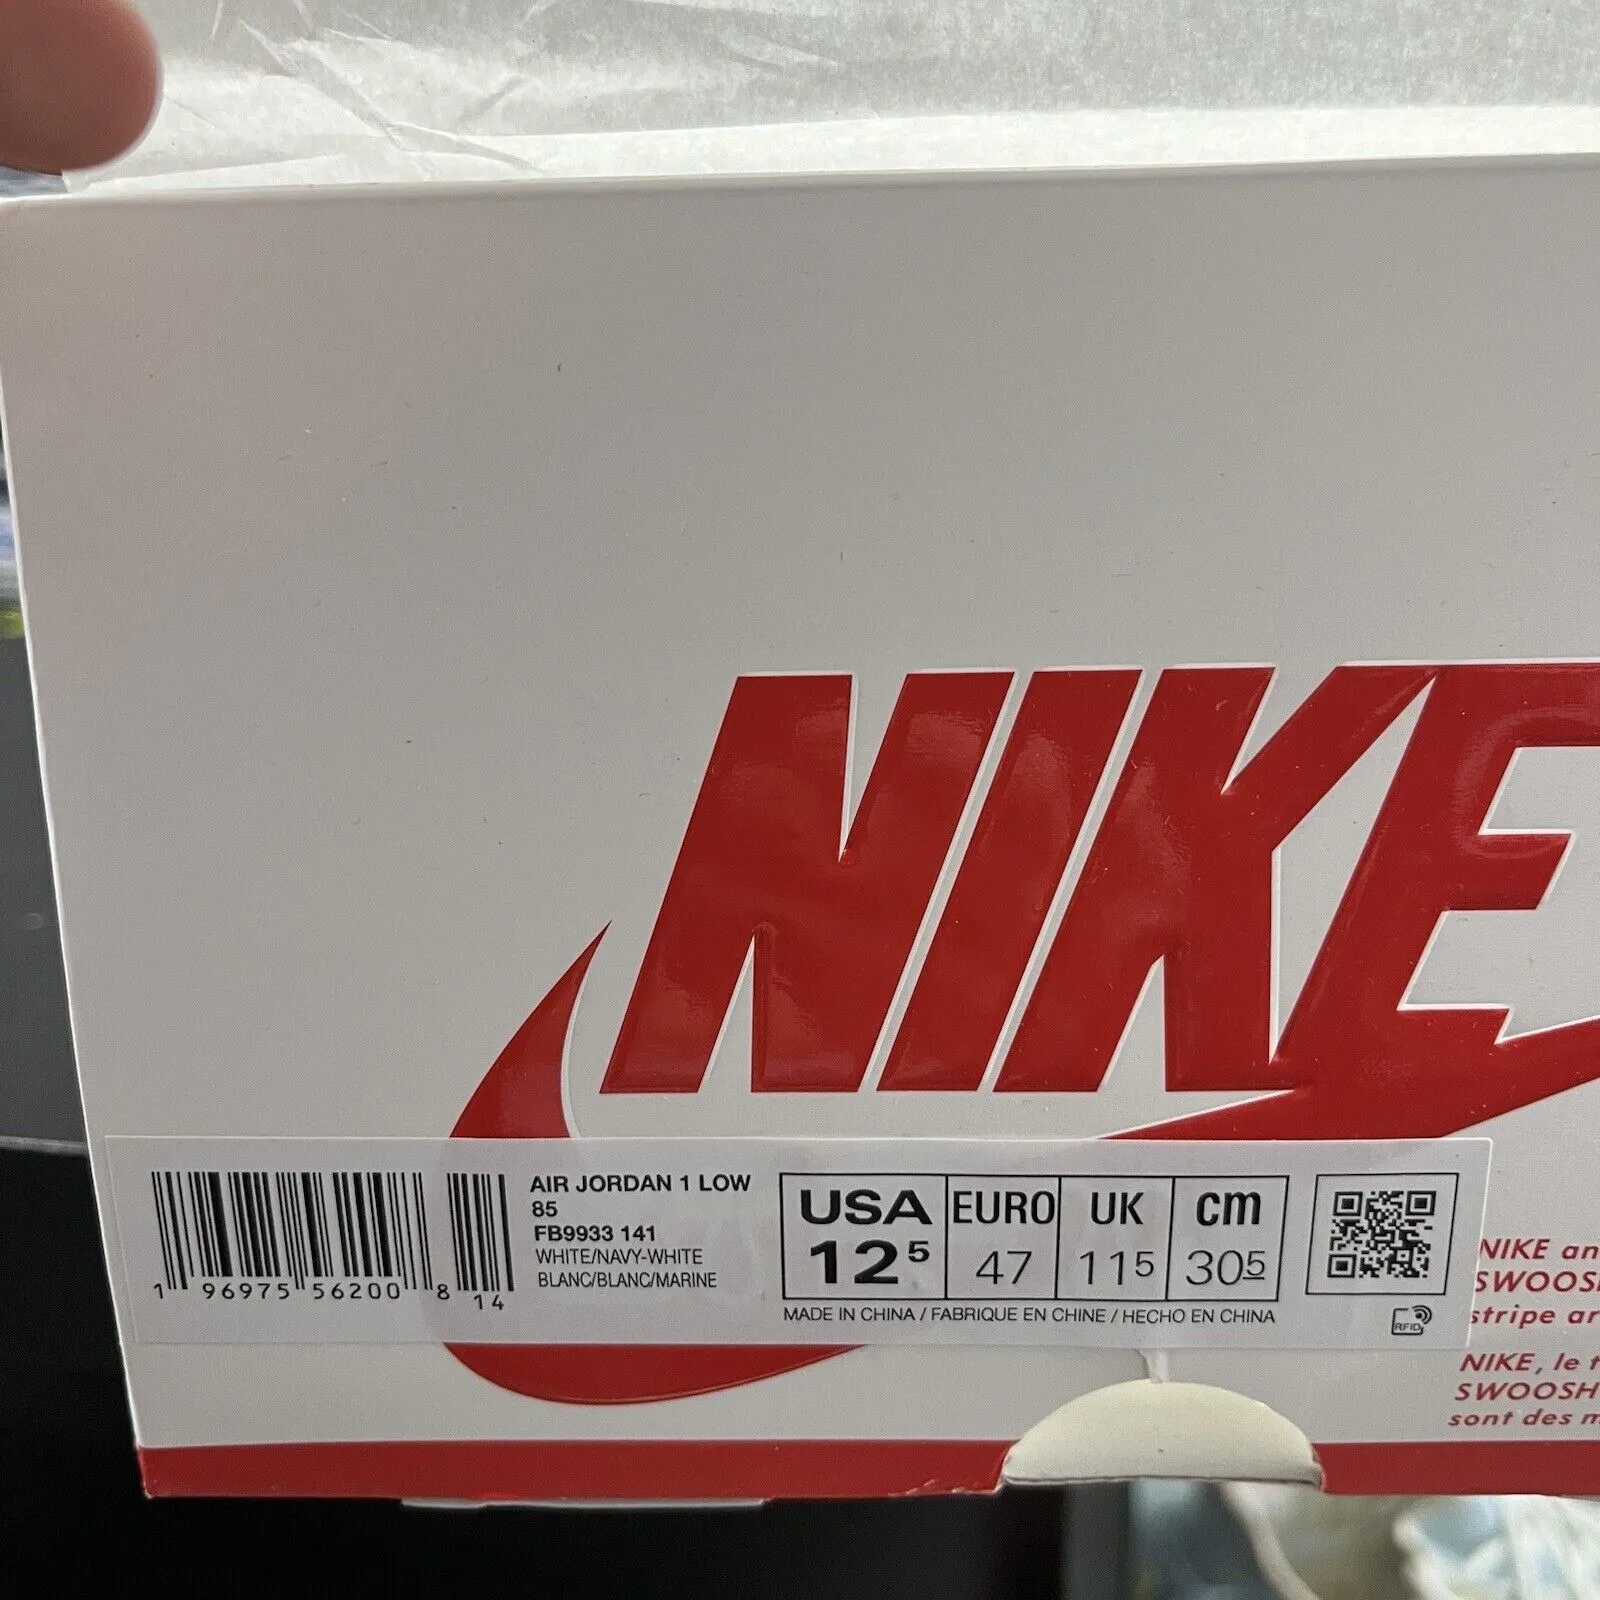 NIKE
AIR JORDAN 1 LOW
85
FB9933 141
WHITE/NAVY-WHITE
BLANC/BLANC/MARINE
1 96975 56200 8 14
USA EURO UK cm
12 5 47 11 5 30 5
MADE IN CHINA / FABRIQUE EN CHINE / HECHO EN CHINA
RFID
NIKE an
SWOOS
stripe ar
NIKE, le t
SWOOSH
sont des m